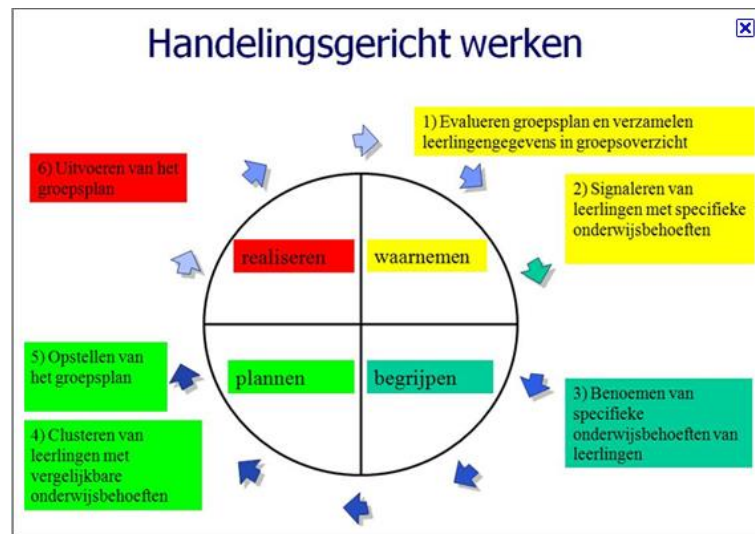 Handelingsgericht werken
1) Evalueren groepsplan en verzamelen
leerlingengegevens in groepsoverzicht
6) Uitvoeren van het
groepsplan
2) Signaleren van
leerlingen met specifieke
onderwijsbehoeften
realiseren
waarnemen
5) Opstellen van
het groepsplan
plannen
begrijpen
3) Benoemen van
specifieke
onderwijsbehoeften van
leerlingen
4) Clusteren van
leerlingen met
vergelijkbare
onderwijsbehoeften